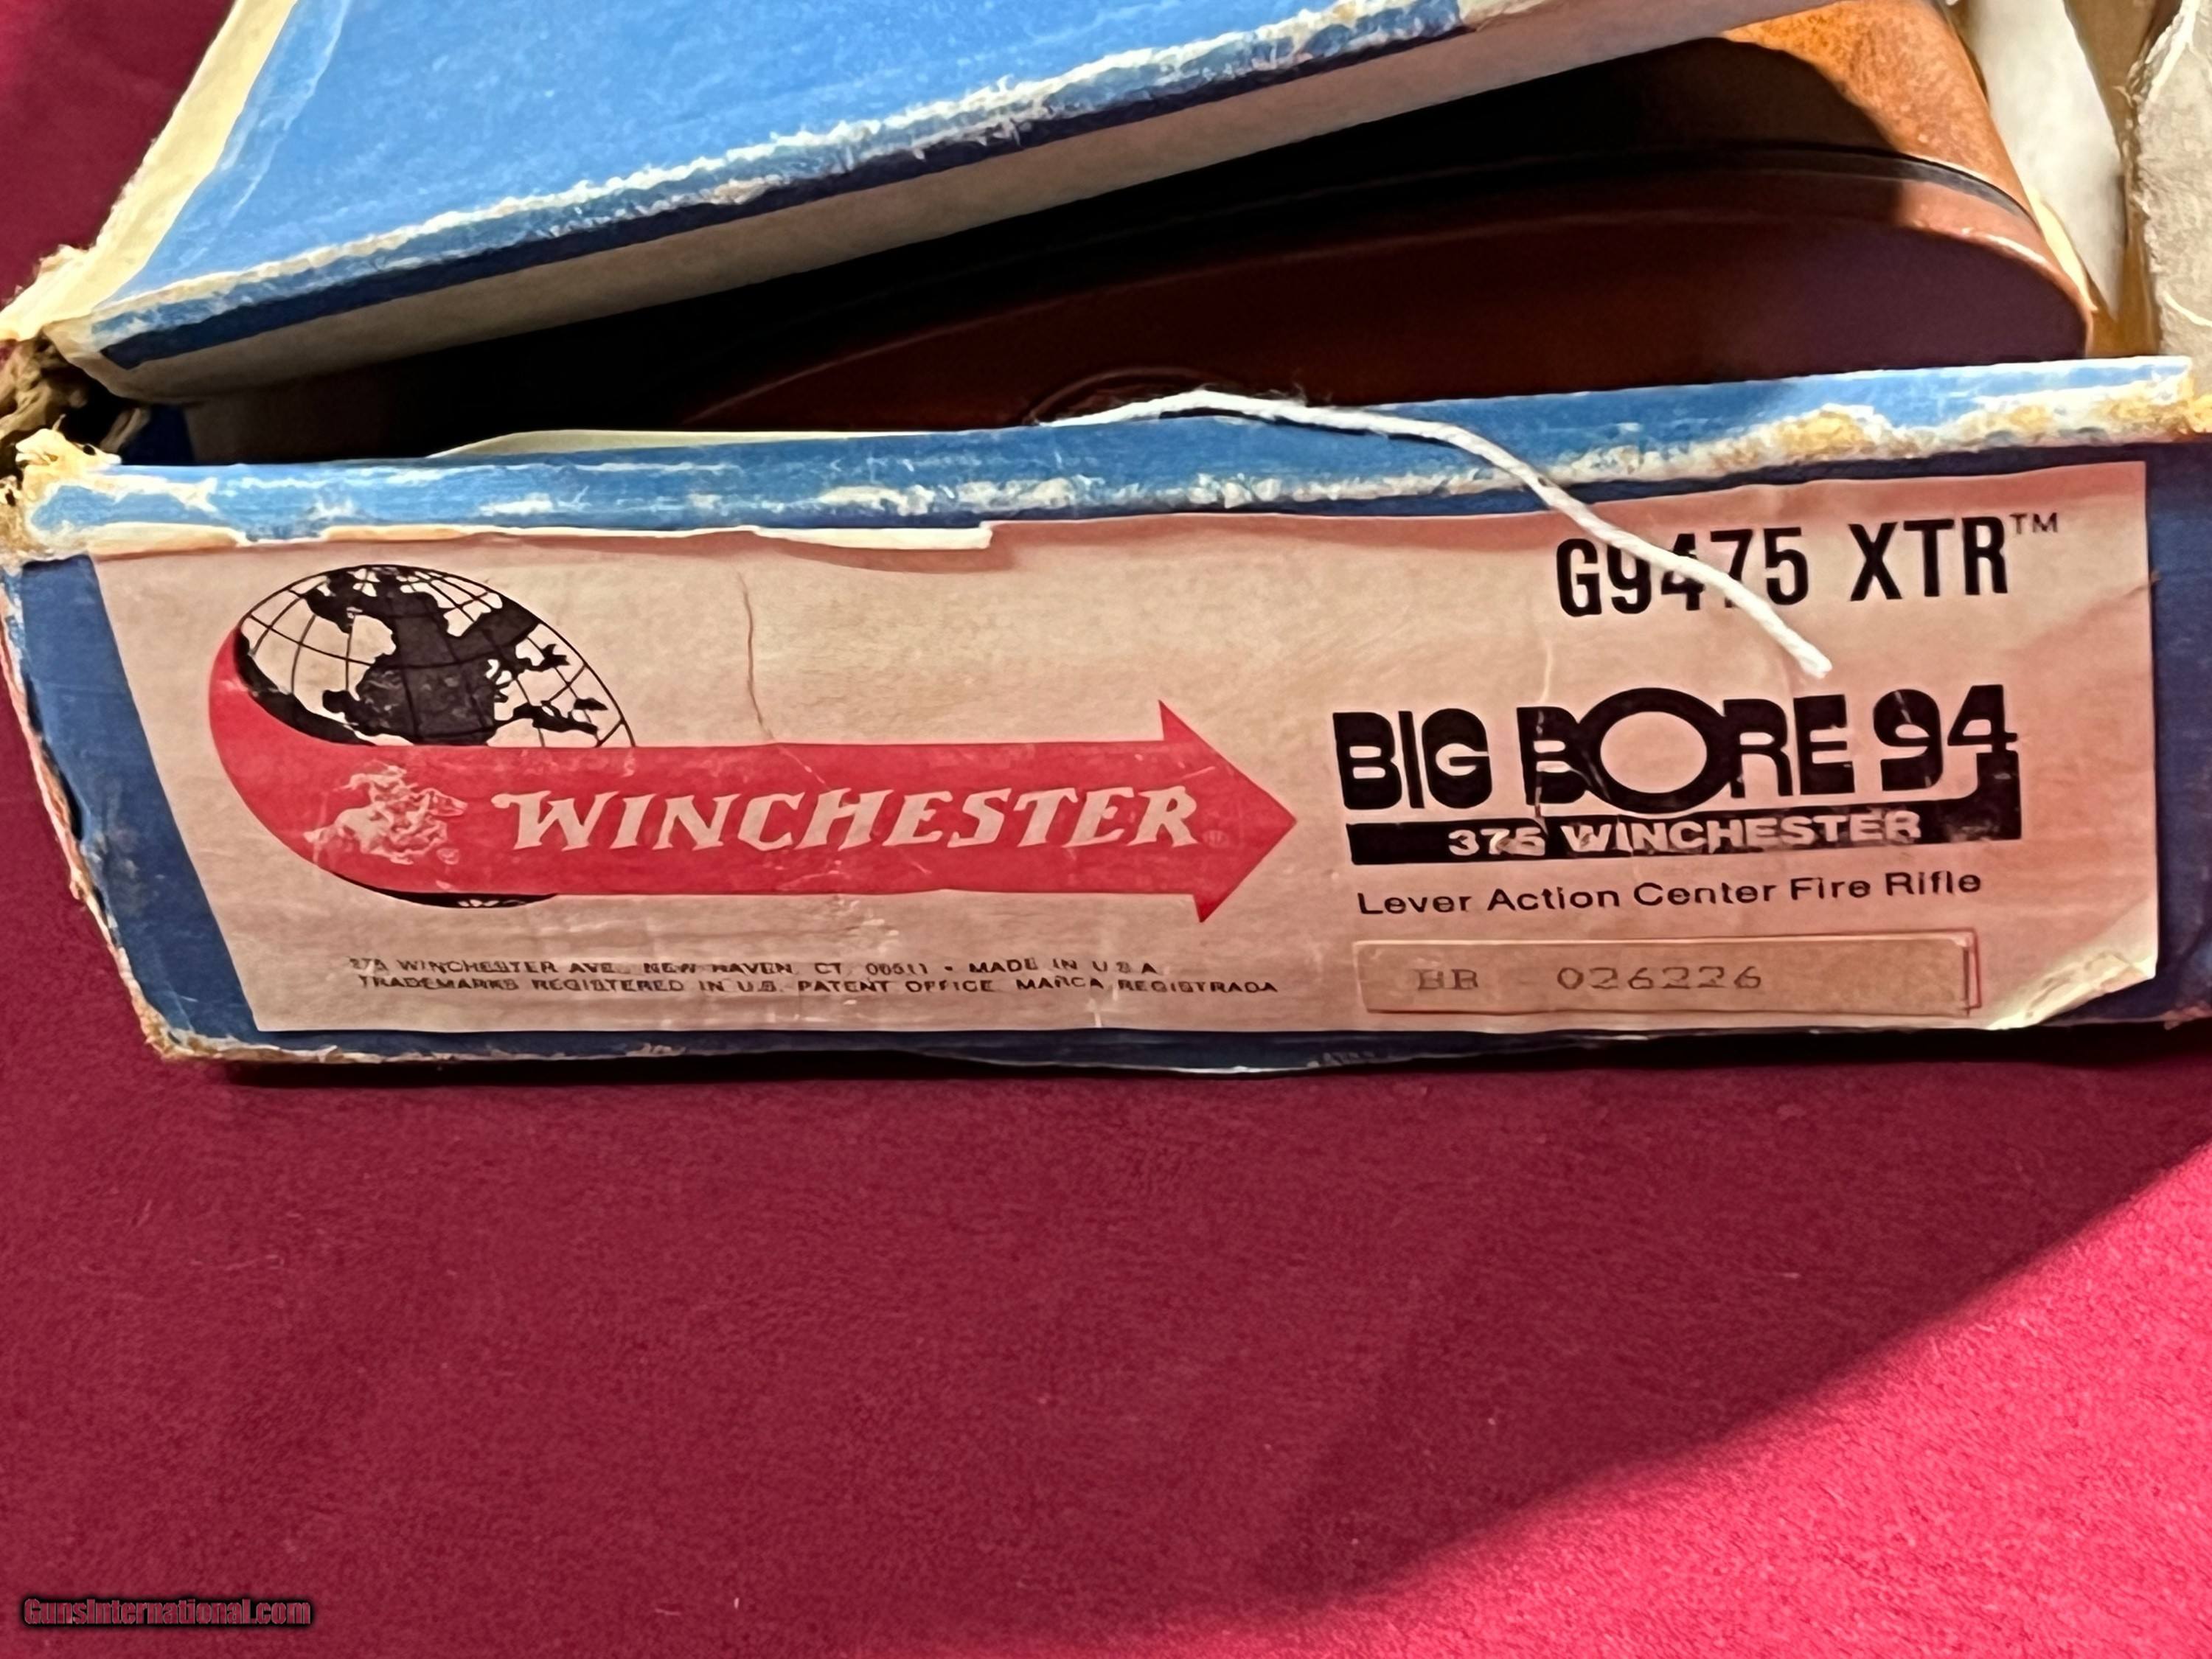 G9475 XTR™
BIG BORE 94
375 WINCHESTER
WINCHESTER
Lever Action Center Fire Rifle
275 WINCHESTER AVE. NEW HAVEN, CT. 06511 • MADE IN U.S.A.
TRADEMARKS REGISTERED IN U.S. PATENT OFFICE MARCA REGISTRADA
BB 026226
GunsInternational.com